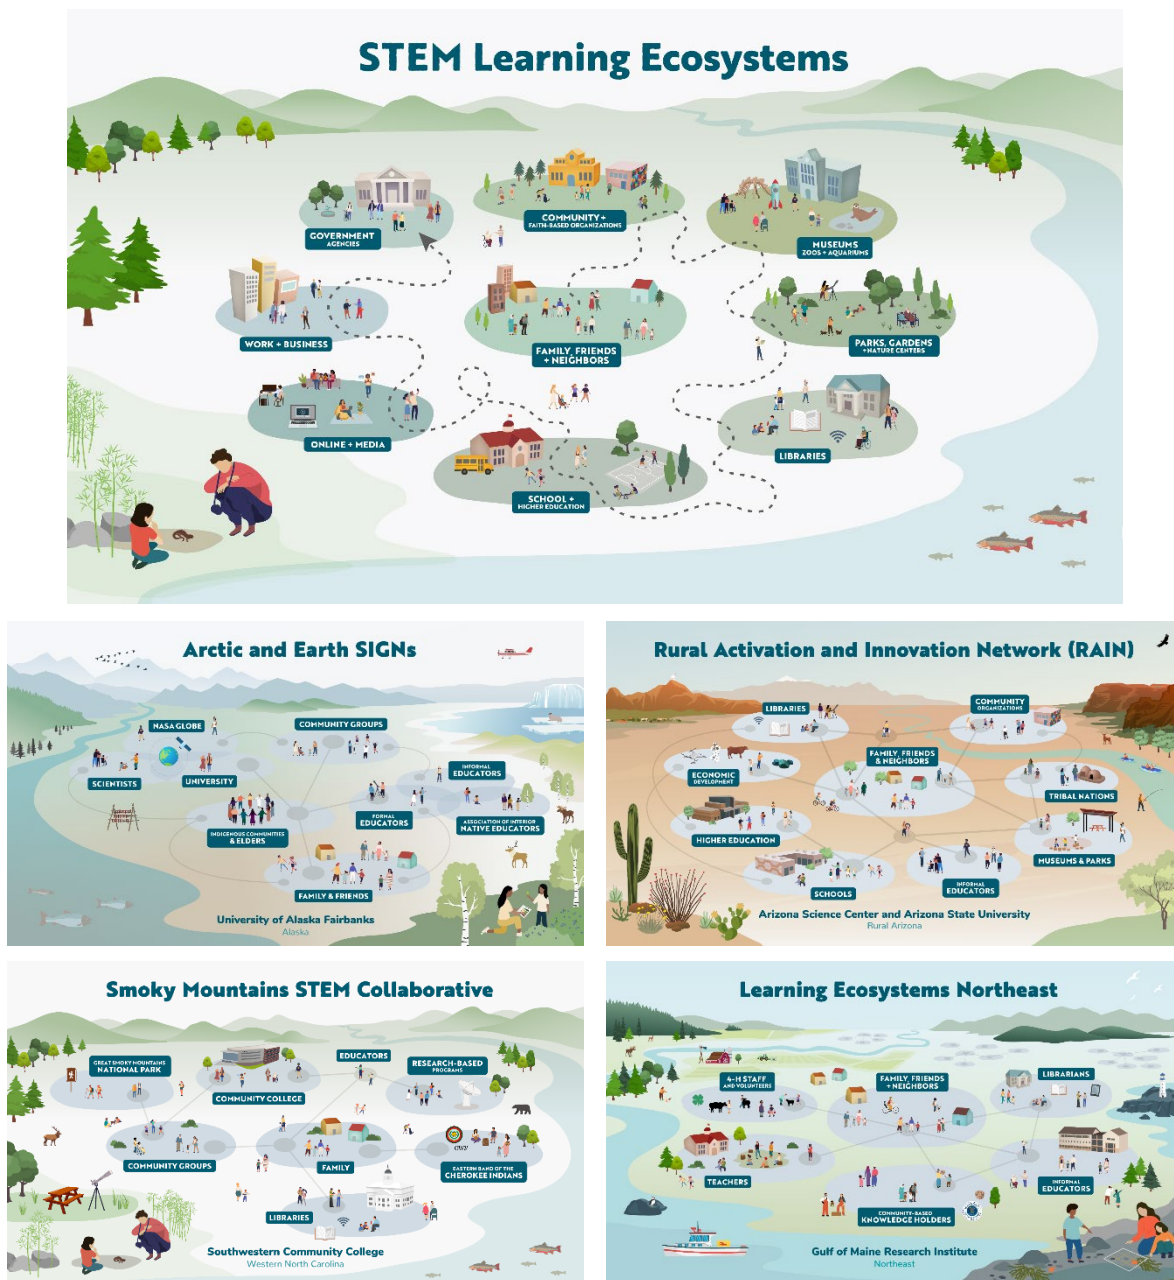 STEM Learning Ecosystems
GOVERNMENT
AGENCIES
COMMUNITY +
FAITH-BASED ORGANIZATIONS
MUSEUMS
ZOOS + AQUARIUMS
WORK + BUSINESS
FAMILY, FRIENDS
+ NEIGHBORS
PARKS, GARDENS
+ NATURE CENTERS
ONLINE + MEDIA
LIBRARIES
SCHOOL +
HIGHER EDUCATION
Arctic and Earth SIGNs
NASA GLOBE
COMMUNITY GROUPS
SCIENTISTS
UNIVERSITY
INFORMAL
EDUCATORS
INDIGENOUS COMMUNITIES
& ELDERS
FORMAL
EDUCATORS
ASSOCIATION OF INTERIOR
NATIVE EDUCATORS
FAMILY & FRIENDS
University of Alaska Fairbanks
Alaska
Rural Activation and Innovation Network (RAIN)
LIBRARIES
COMMUNITY
ORGANIZATIONS
FAMILY, FRIENDS
& NEIGHBORS
ECONOMIC
DEVELOPMENT
TRIBAL NATIONS
HIGHER EDUCATION
MUSEUMS & PARKS
SCHOOLS
INFORMAL
EDUCATORS
Arizona Science Center and Arizona State University
Rural Arizona
Smoky Mountains STEM Collaborative
GREAT SMOKY MOUNTAINS
NATIONAL PARK
EDUCATORS
RESEARCH-BASED
PROGRAMS
COMMUNITY COLLEGE
COMMUNITY GROUPS
FAMILY
EASTERN BAND OF THE
CHEROKEE INDIANS
LIBRARIES
Southwestern Community College
Western North Carolina
Learning Ecosystems Northeast
4-H STAFF
AND VOLUNTEERS
FAMILY, FRIENDS
+ NEIGHBORS
LIBRARIANS
TEACHERS
INFORMAL
EDUCATORS
COMMUNITY-BASED
KNOWLEDGE HOLDERS
Gulf of Maine Research Institute
Northeast